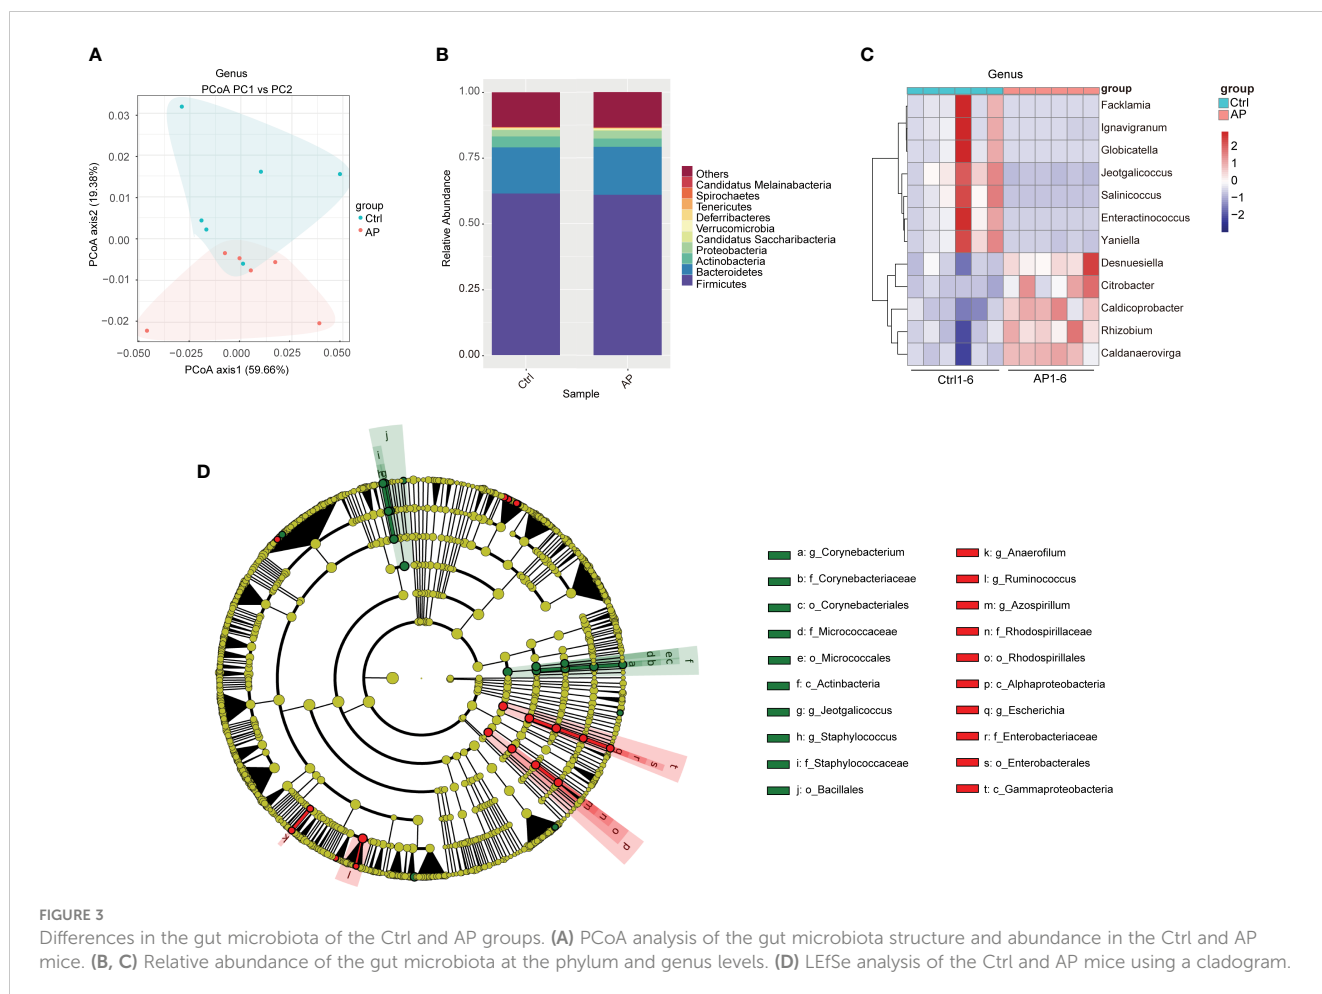 A
Genus
PCoA PC1 vs PC2
0.03
0.02
0.01
0.00
−0.01
−0.02
PCoA axis2 (19.38%)
−0.050
−0.025
0.000
0.025
0.050
PCoA axis1 (59.66%)
group
Ctrl
AP
B
1.00
0.75
0.50
0.25
0.00
Relative Abundance
Ctrl
AP
Sample
Others
Candidatus Melainabacteria
Spirochaetes
Tenericutes
Deferribacteres
Verrucomicrobia
Candidatus Saccharibacteria
Proteobacteria
Actinobacteria
Bacteroidetes
Firmicutes
C
Genus
group
Facklamia
Ignavigranum
Globicatella
Jeotgalicoccus
Salinicoccus
Enteractinococcus
Yaniella
Desnuesiella
Citrobacter
Caldicoprobacter
Rhizobium
Caldanaerovirga
Ctrl1-6
AP1-6
group
Ctrl
AP
2
1
0
−1
−2
D
j
i
f
e c
d b
a
t
s
r
m
n
o
p
k
l
a: g_Corynebacterium
b: f_Corynebacteriaceae
c: o_Corynebacteriales
d: f_Micrococcaceae
e: o_Micrococcales
f: c_Actinbacteria
g: g_Jeotgalicoccus
h: g_Staphylococcus
i: f_Staphylococcaceae
j: o_Bacillales
k: g_Anaerofilum
l: g_Ruminococcus
m: g_Azospirillum
n: f_Rhodospirillaceae
o: o_Rhodospirillales
p: c_Alphaproteobacteria
q: g_Escherichia
r: f_Enterobacteriaceae
s: o_Enterobacterales
t: c_Gammaproteobacteria
FIGURE 3
Differences in the gut microbiota of the Ctrl and AP groups. (A) PCoA analysis of the gut microbiota structure and abundance in the Ctrl and AP
mice. (B, C) Relative abundance of the gut microbiota at the phylum and genus levels. (D) LEfSe analysis of the Ctrl and AP mice using a cladogram.